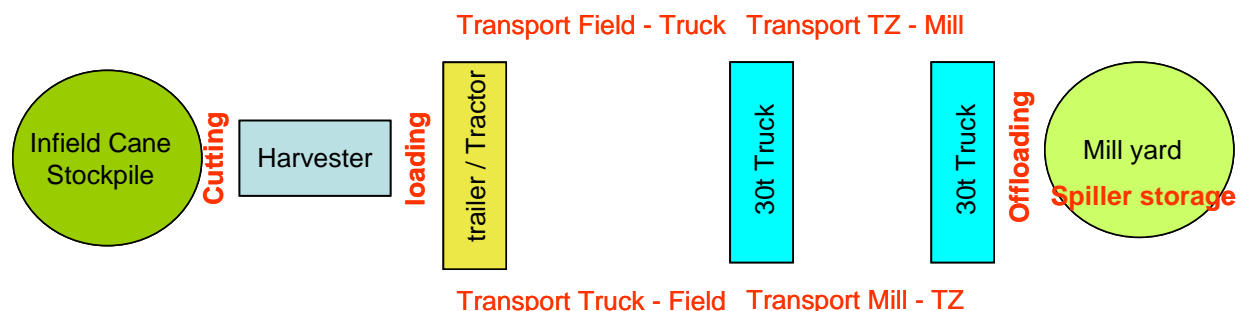 Transport Field - Truck
Transport TZ - Mill
Infield Cane
Stockpile
Cutting
Harvester
loading
trailer / Tractor
30t Truck
30t Truck
Offloading
Mill yard
Spiller storage
Transport Truck - Field
Transport Mill - TZ